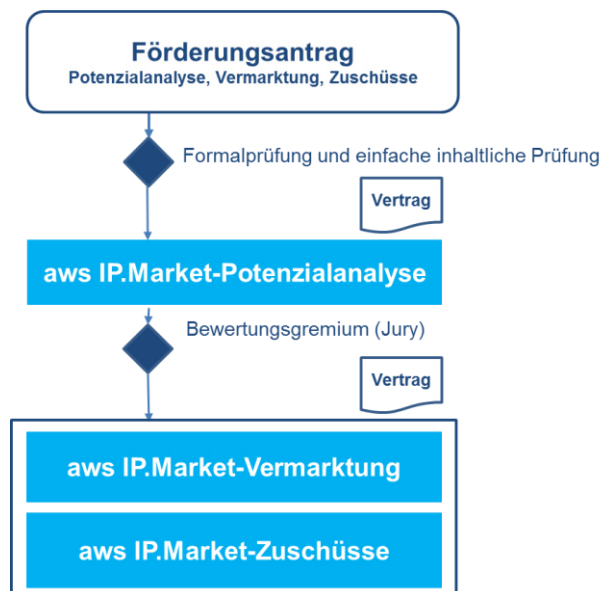 Förderungsantrag
Potenzialanalyse, Vermarktung, Zuschüsse
Formalprüfung und einfache inhaltliche Prüfung
Vertrag
aws IP.Market-Potenzialanalyse
Bewertungsgremium (Jury)
Vertrag
aws IP.Market-Vermarktung
aws IP.Market-Zuschüsse